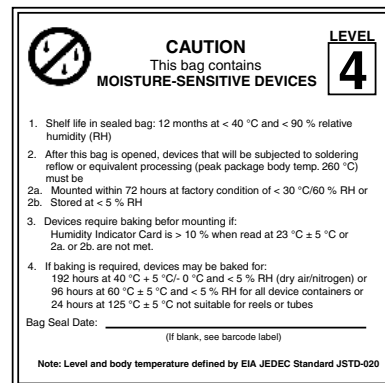 LEVEL
CAUTION
This bag contains
MOISTURE-SENSITIVE DEVICES
4
1. Shelf life in sealed bag: 12 months at < 40 °C and < 90 % relative
humidity (RH)
2. After this bag is opened, devices that will be subjected to soldering
reflow or equivalent processing (peak package body temp. 260 °C)
must be
2a. Mounted within 72 hours at factory condition of < 30 °C/60 % RH or
2b. Stored at < 5 % RH
3. Devices require baking befor mounting if:
Humidity Indicator Card is > 10 % when read at 23 °C ± 5 °C or
2a. or 2b. are not met.
4. If baking is required, devices may be baked for:
192 hours at 40 °C + 5 °C/- 0 °C and < 5 % RH (dry air/nitrogen) or
96 hours at 60 °C ± 5 °C and < 5 % RH for all device containers or
24 hours at 125 °C ± 5 °C not suitable for reels or tubes
Bag Seal Date:
(If blank, see barcode label)
Note: Level and body temperature defined by EIA JEDEC Standard JSTD-020